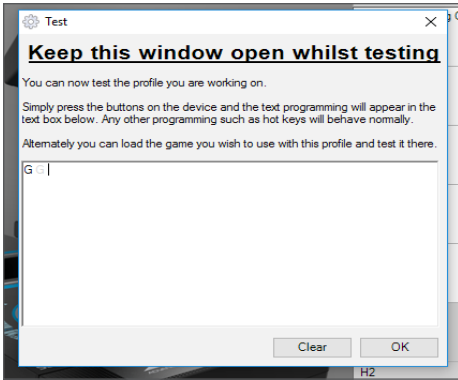 Test
Keep this window open whilst testing
You can now test the profile you are working on.
Simply press the buttons on the device and the text programming will appear in the
text box below. Any other programming such as hot keys will behave normally.
Alternately you can load the game you wish to use with this profile and test it there.
G G
Clear OK
H2